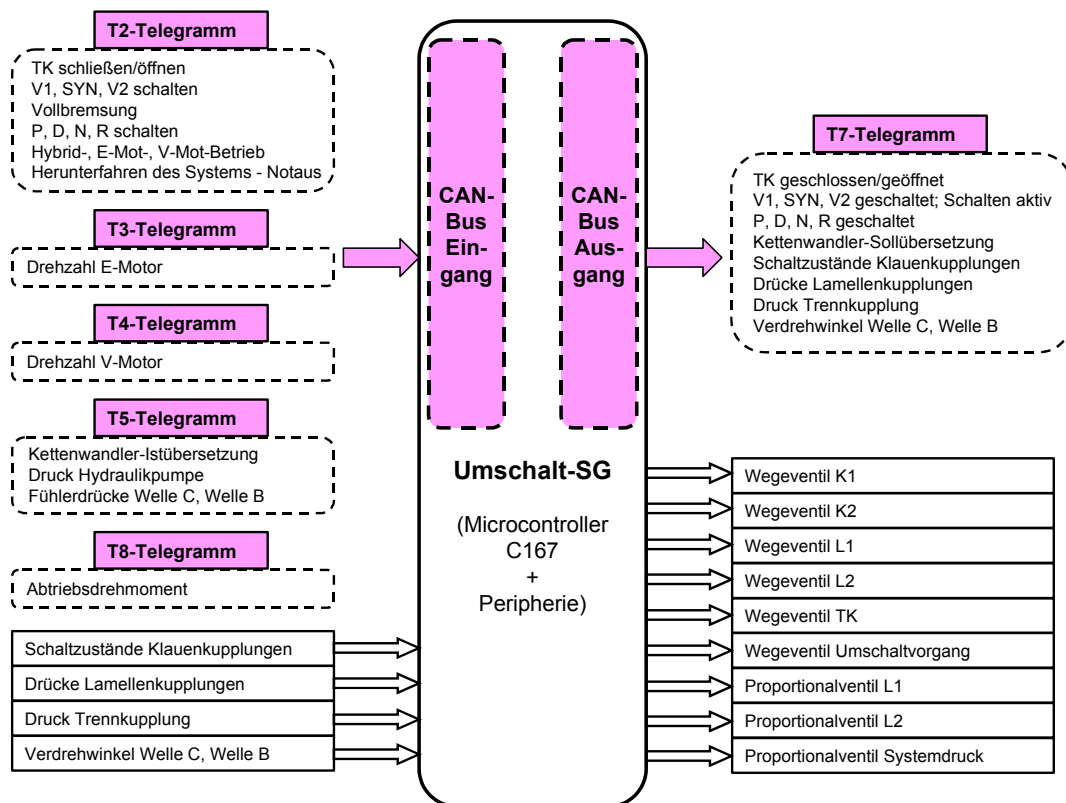 T2-Telegramm
TK schließen/öffnen
V1, SYN, V2 schalten
Vollbremsung
P, D, N, R schalten
Hybrid-, E-Mot-, V-Mot-Betrieb
Herunterfahren des Systems - Notaus
T3-Telegramm
Drehzahl E-Motor
T4-Telegramm
Drehzahl V-Motor
T5-Telegramm
Kettenwandler-Istübersetzung
Druck Hydraulikpumpe
Fühlerdrücke Welle C, Welle B
T8-Telegramm
Abtriebsdrehmoment
Schaltzustände Klauenkupplungen
Drücke Lamellenkupplungen
Druck Trennkupplung
Verdrehwinkel Welle C, Welle B
CAN-
Bus
Ein-
gang
CAN-
Bus
Aus-
gang
Umschalt-SG
(Microcontroller
C167
+
Peripherie)
T7-Telegramm
TK geschlossen/geöffnet
V1, SYN, V2 geschaltet; Schalten aktiv
P, D, N, R geschaltet
Kettenwandler-Sollübersetzung
Schaltzustände Klauenkupplungen
Drücke Lamellenkupplungen
Druck Trennkupplung
Verdrehwinkel Welle C, Welle B
Wegeventil K1
Wegeventil K2
Wegeventil L1
Wegeventil L2
Wegeventil TK
Wegeventil Umschaltvorgang
Proportionalventil L1
Proportionalventil L2
Proportionalventil Systemdruck